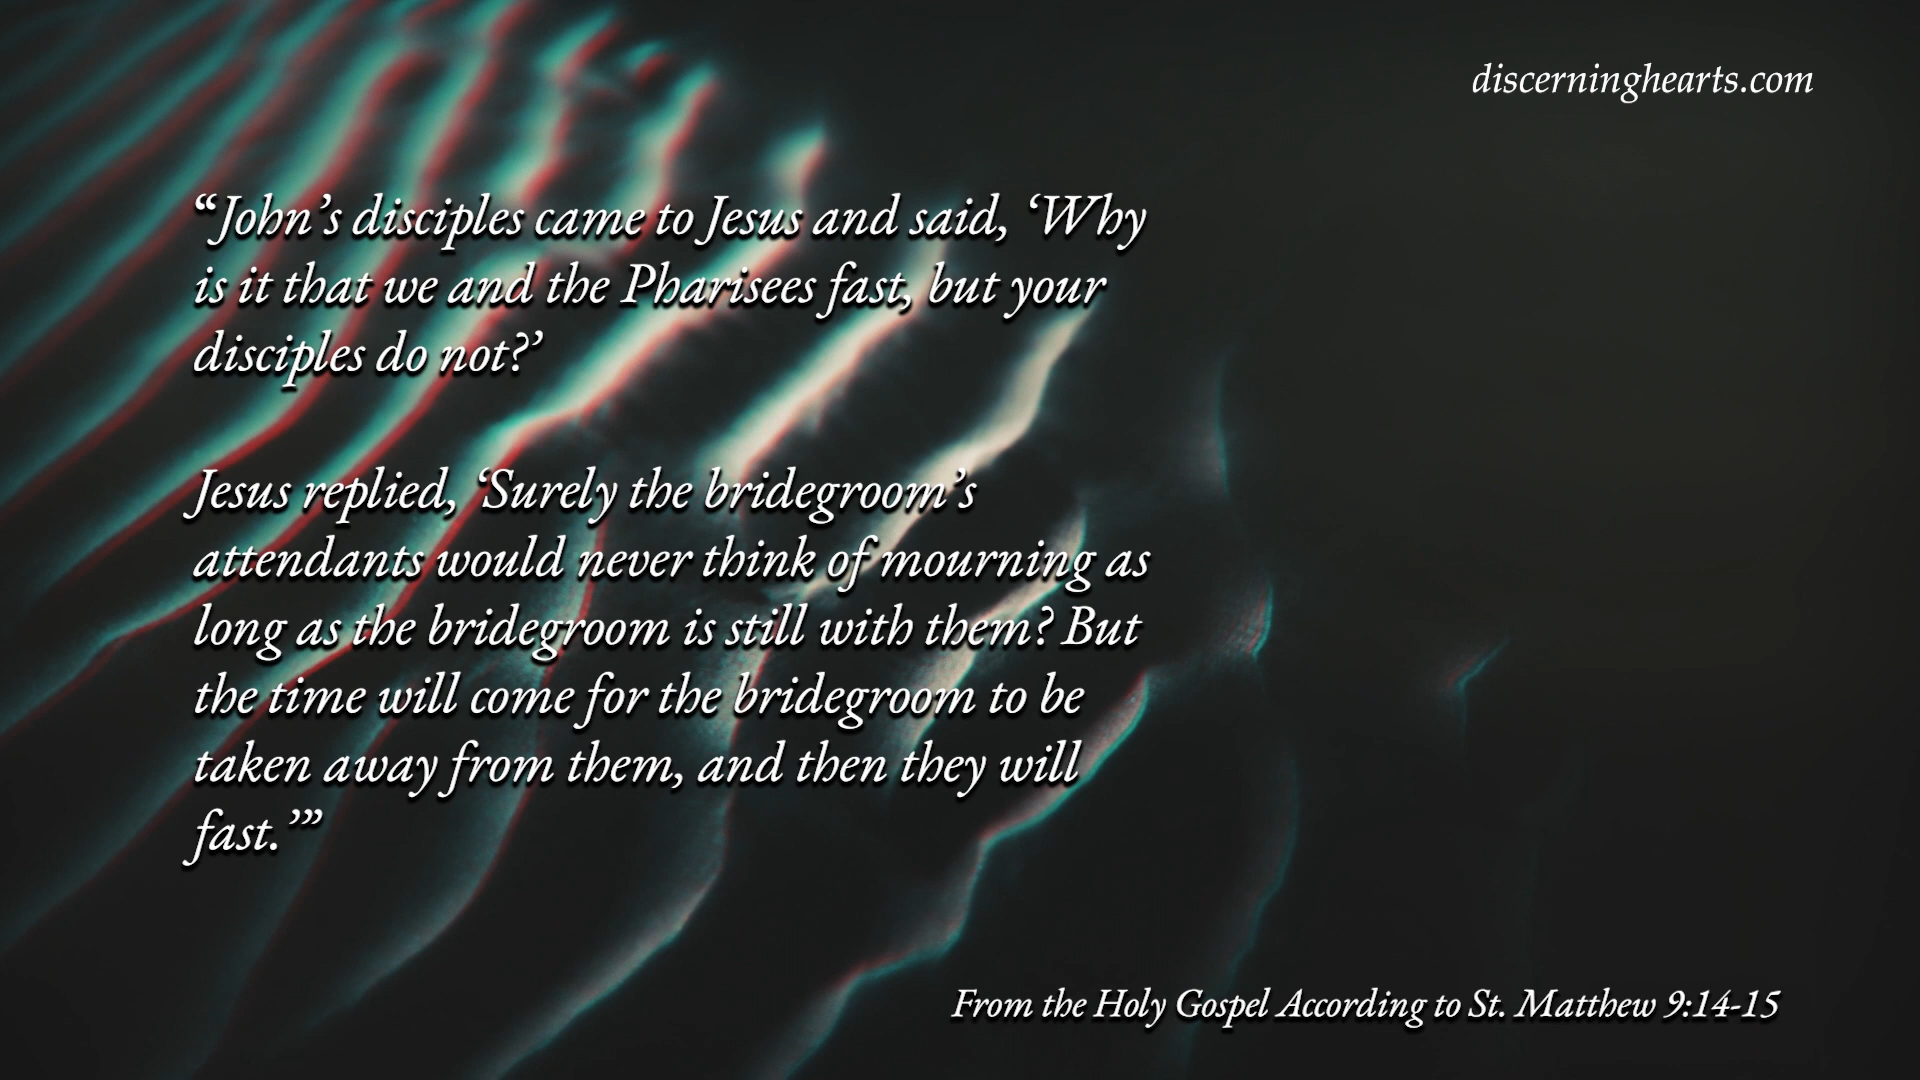 discerninghearts.com
“John’s disciples came to Jesus and said, ‘Why
is it that we and the Pharisees fast, but your
disciples do not?’
Jesus replied, ‘Surely the bridegroom’s
attendants would never think of mourning as
long as the bridegroom is still with them? But
the time will come for the bridegroom to be
taken away from them, and then they will
fast.’”
From the Holy Gospel According to St. Matthew 9:14-15